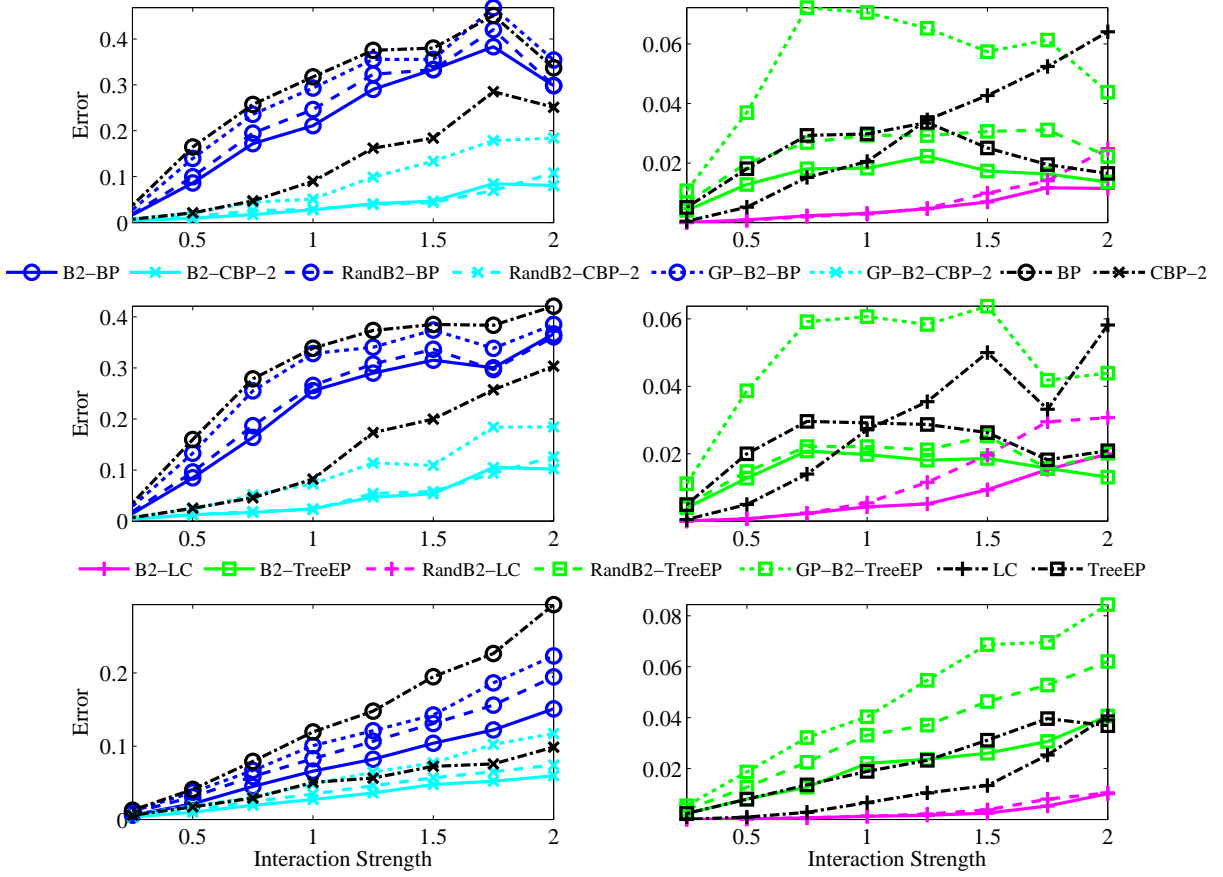 0.4
0.3
0.2
0.1
0
Error
0.5
1
1.5
2
0.06
0.04
0.02
0.5
1
1.5
2
B2−BP
B2−CBP−2
RandB2−BP
RandB2−CBP−2
GP−B2−BP
GP−B2−CBP−2
BP
CBP−2
0.4
0.3
0.2
0.1
0
Error
0.5
1
1.5
2
0.06
0.04
0.02
0.5
1
1.5
2
B2−LC
B2−TreeEP
RandB2−LC
RandB2−TreeEP
GP−B2−TreeEP
LC
TreeEP
0.2
0.1
0
Error
0.5
1
1.5
2
Interaction Strength
0.08
0.06
0.04
0.02
0.5
1
1.5
2
Interaction Strength